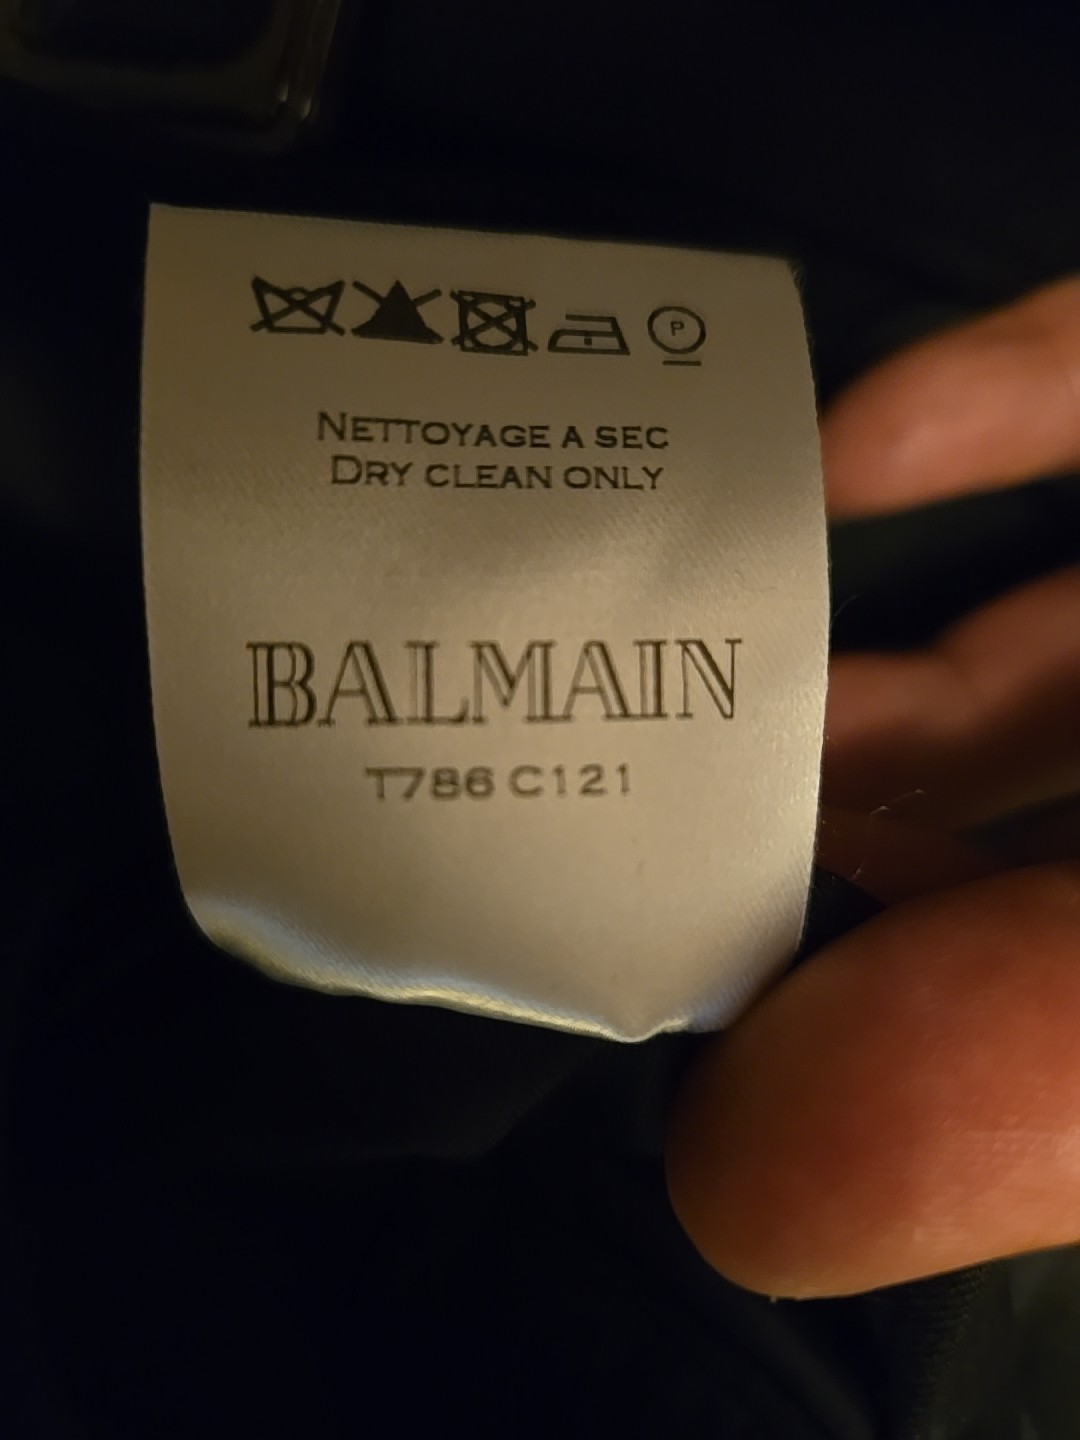 P
NETTOYAGE A SEC
DRY CLEAN ONLY
BALMAIN
T786 C121